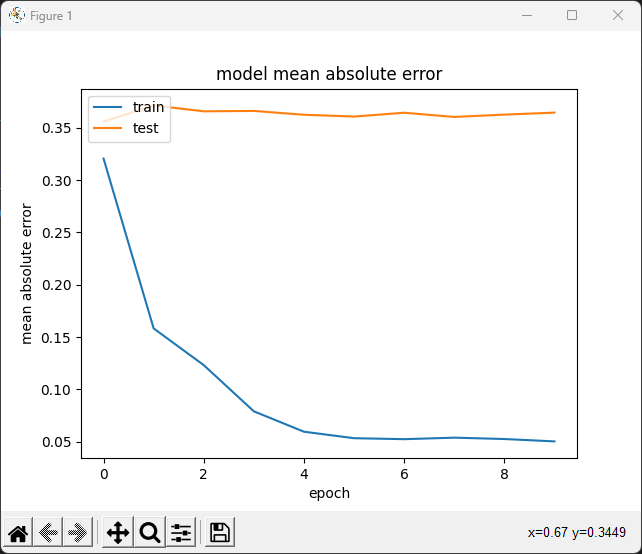 Figure 1
model mean absolute error
train
test
0.35
0.30
0.25
0.20
0.15
0.10
0.05
mean absolute error
0 2 4 6 8
epoch
x=0.67 y=0.3449